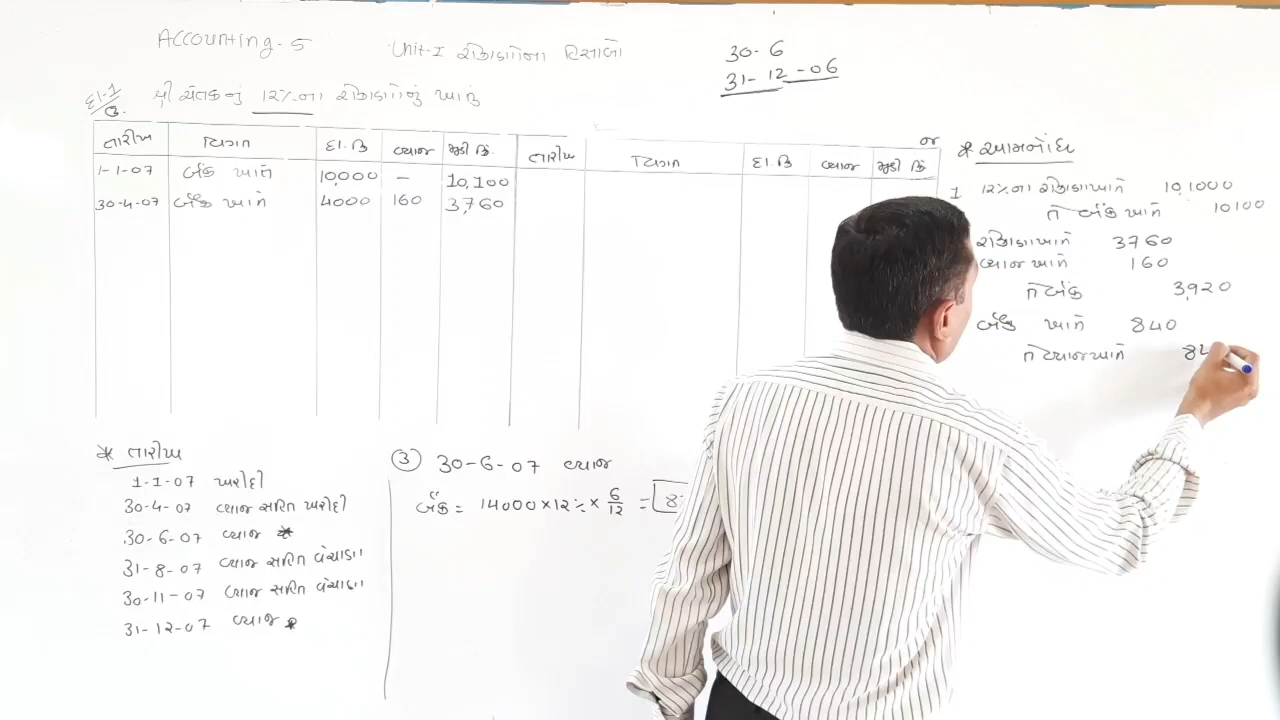 Accounting-5 Unit-I રોકાણોના હિસાબો
30-6
31-12-06
દા-1
શ્રી ચેતકનું 12%ના રોકાણોનું ખાતું
તારીખ વિગત દા.કિં વ્યાજ મુડી કિં. તારીખ વિગત દા.કિં વ્યાજ મુડી કિં
1-1-07 બેંક ખાતે 10,000 — 10,100
30-4-07 બેંક ખાતે 4000 160 3,760
* આમનોંધ
1 12%ના રોકાણ ખાતે 10,1000
તે બેંક ખાતે 10100
રોકાણખાતે 3760
વ્યાજ ખાતે 160
તે બેંક 3,920
બેંક ખાતે 840
તે વ્યાજ ખાતે 84
* તારીખ
1-1-07 ખરીદી
30-4-07 વ્યાજ સહિત ખરીદી
30-6-07 વ્યાજ *
31-8-07 વ્યાજ સહિત વેચાણ
30-11-07 વ્યાજ સહિત વેચાણ
31-12-07 વ્યાજ *
3 30-6-07 વ્યાજ
બેંક = 14000 × 12% × 6/12 = 8